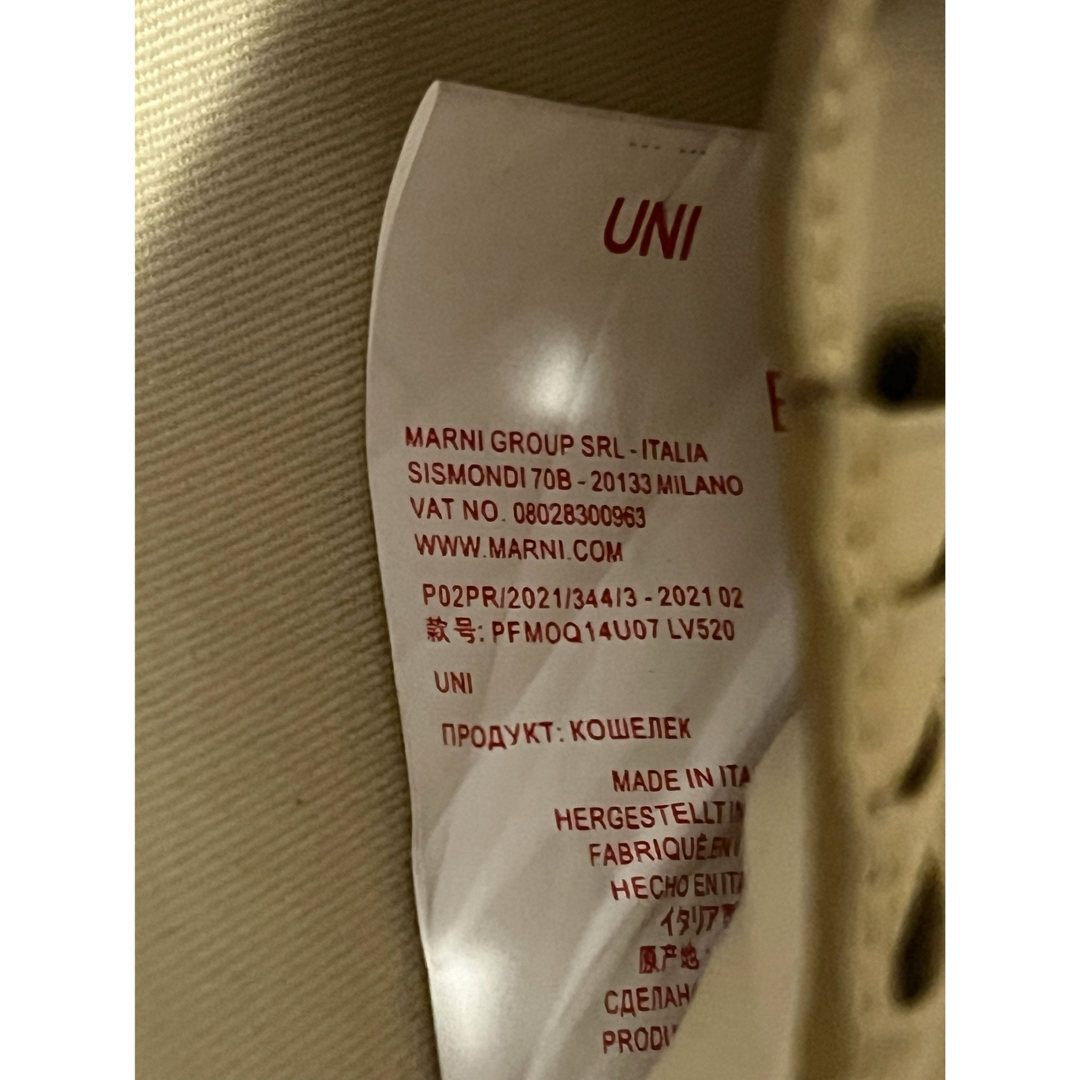 UNI
MARNI GROUP SRL - ITALIA
SISMONDI 70B - 20133 MILANO
VAT NO. 08028300963
WWW.MARNI.COM
P02PR/2021/344/3 - 2021 02
款号: PFMOQ14U07 LV520
UNI
ПРОДУКТ: КОШЕЛЕК
MADE IN ITA
HERGESTELLT IN
FABRIQUÉ EN I
HECHO EN ITA
イタリア
原产地
СДЕЛАН
PRODU